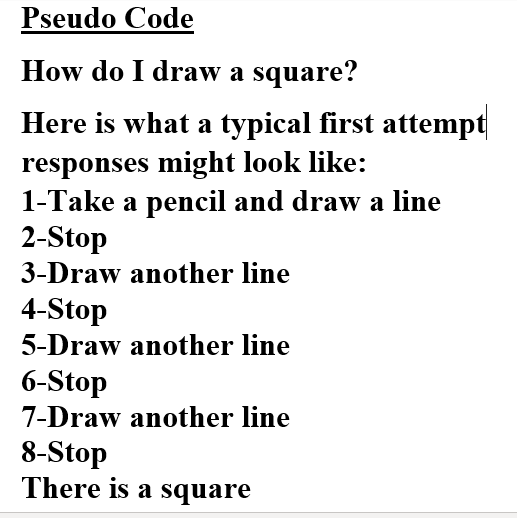 Pseudo Code
How do I draw a square?
Here is what a typical first attempt
responses might look like:
1-Take a pencil and draw a line
2-Stop
3-Draw another line
4-Stop
5-Draw another line
6-Stop
7-Draw another line
8-Stop
There is a square